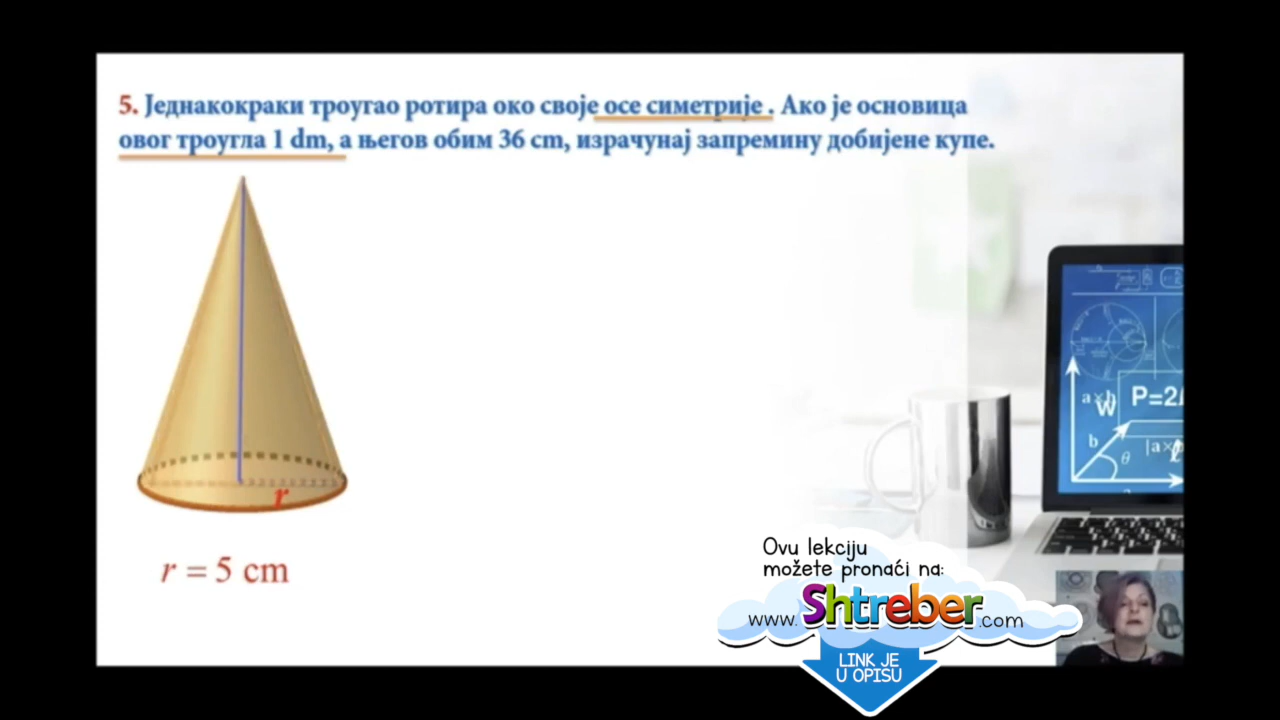 5. Једнакокраки троугао ротира око своје осе симетрије . Ако је основица
овог троугла 1 dm, а његов обим 36 cm, израчунај запремину добијене купе.
r
r = 5 cm
a×b
W
P=2
b
θ
|a×
Ovu lekciju
možete pronaći na:
www.Shtreber.com
LINK JE
U OPISU